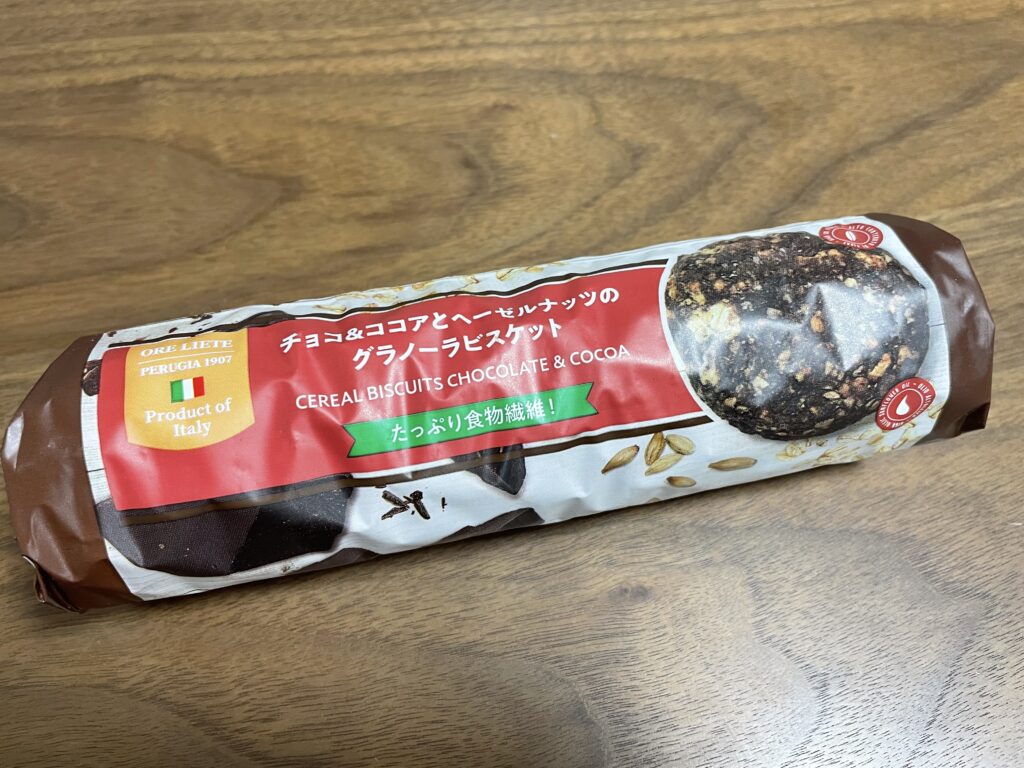 ORE LIETE
PERUGIA 1907
Product of
Italy
チョコ&ココアとヘーゼルナッツの
グラノーラビスケット
CEREAL BISCUITS CHOCOLATE & COCOA
たっぷり食物繊維!